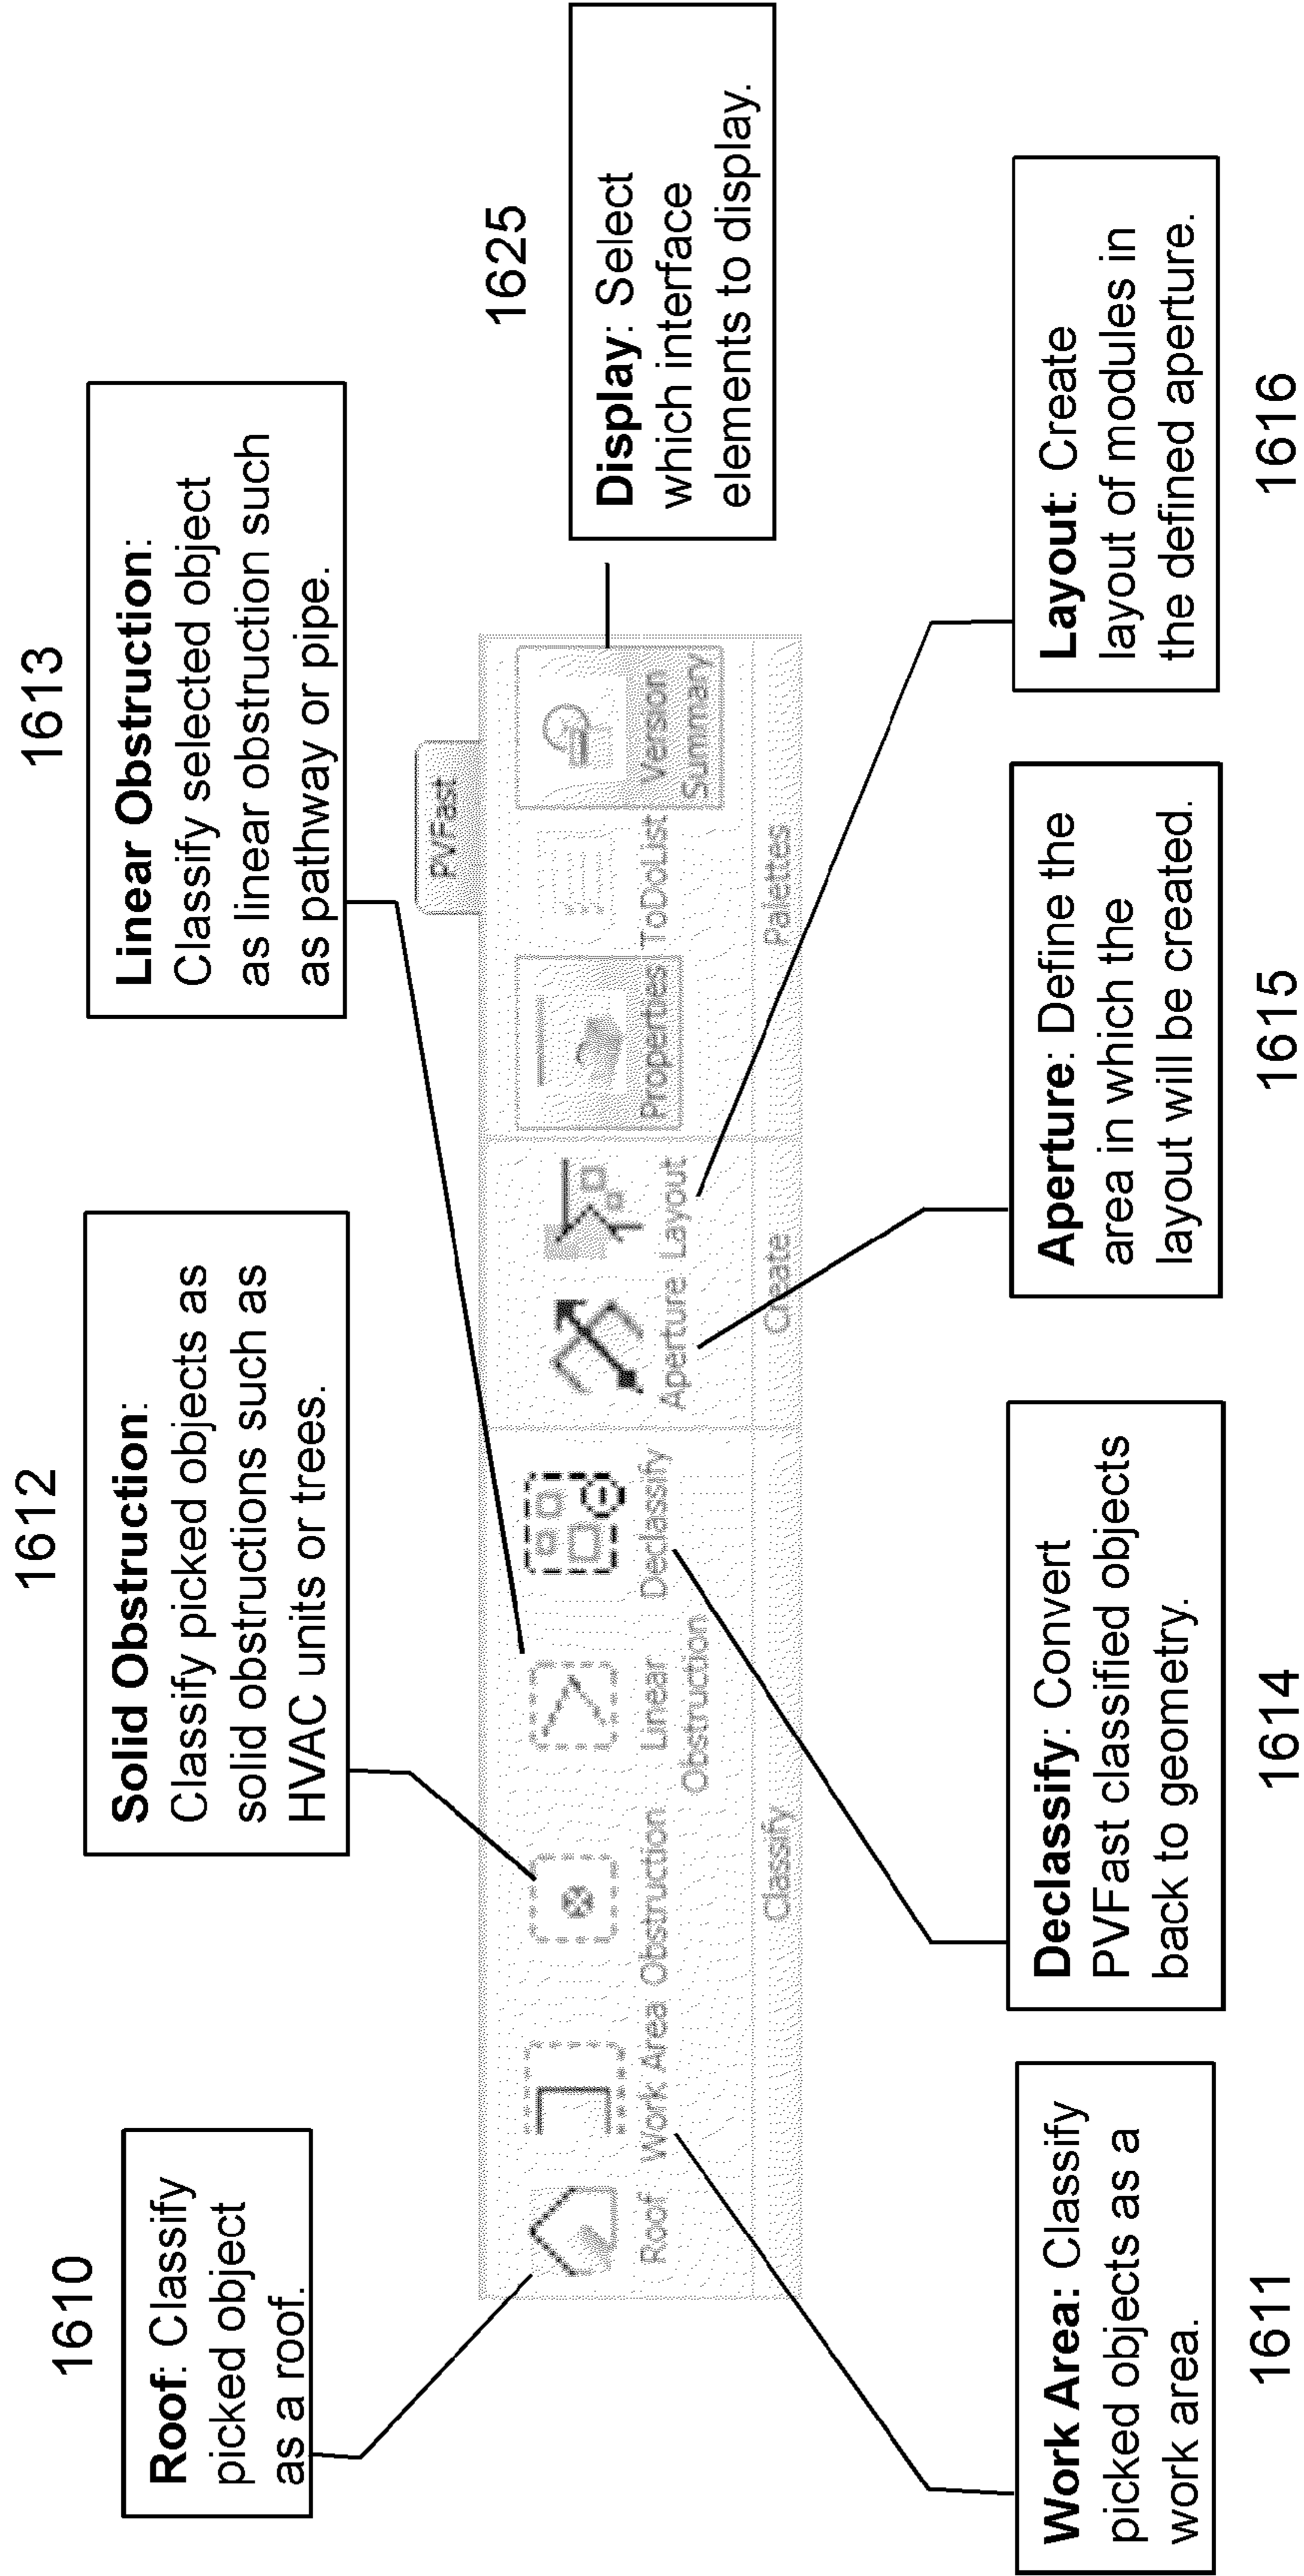 1610
Roof: Classify
picked object
as a roof.
1612
Solid Obstruction:
Classify picked objects as
solid obstructions such as
HVAC units or trees.
1613
Linear Obstruction:
Classify selected object
as linear obstruction such
as pathway or pipe.
1625
Display: Select
which interface
elements to display.
PVFast
Roof
Work Area
Obstruction
Linear
Obstruction
Declassify
Aperture
Layout
Properties
ToDoList
Version
Summary
Classify
Create
Palettes
Work Area: Classify
picked objects as a
work area.
1611
Declassify: Convert
PVFast classified objects
back to geometry.
1614
Aperture: Define the
area in which the
layout will be created.
1615
Layout: Create
layout of modules in
the defined aperture.
1616